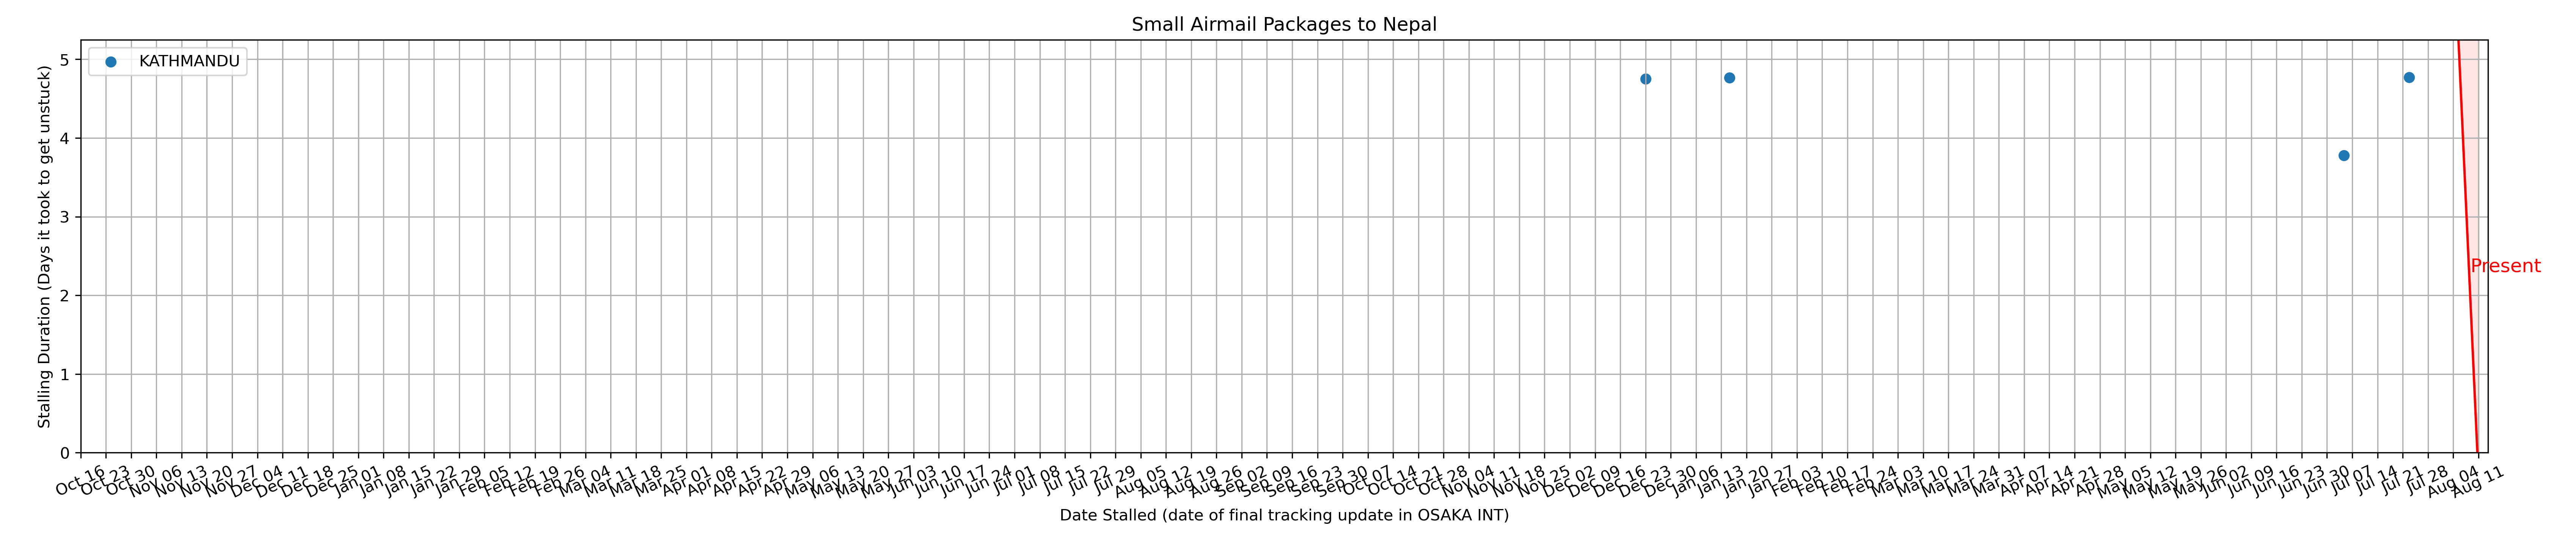 Small Airmail Packages to Nepal
KATHMANDU
Stalling Duration (Days it took to get unstuck)
5
4
3
2
1
0
Present
Oct 16 Oct 23 Oct 30 Nov 06 Nov 13 Nov 20 Nov 27 Dec 04 Dec 11 Dec 18 Dec 25 Jan 01 Jan 08 Jan 15 Jan 22 Jan 29 Feb 05 Feb 12 Feb 19 Feb 26 Mar 04 Mar 11 Mar 18 Mar 25 Apr 01 Apr 08 Apr 15 Apr 22 Apr 29 May 06 May 13 May 20 May 27 Jun 03 Jun 10 Jun 17 Jun 24 Jul 01 Jul 08 Jul 15 Jul 22 Jul 29 Aug 05 Aug 12 Aug 19 Aug 26 Sep 02 Sep 09 Sep 16 Sep 23 Sep 30 Oct 07 Oct 14 Oct 21 Oct 28 Nov 04 Nov 11 Nov 18 Nov 25 Dec 02 Dec 09 Dec 16 Dec 23 Dec 30 Jan 06 Jan 13 Jan 20 Jan 27 Feb 03 Feb 10 Feb 17 Feb 24 Mar 03 Mar 10 Mar 17 Mar 24 Mar 31 Apr 07 Apr 14 Apr 21 Apr 28 May 05 May 12 May 19 May 26 Jun 02 Jun 09 Jun 16 Jun 23 Jun 30 Jul 07 Jul 14 Jul 21 Jul 28 Aug 04 Aug 11
Date Stalled (date of final tracking update in OSAKA INT)